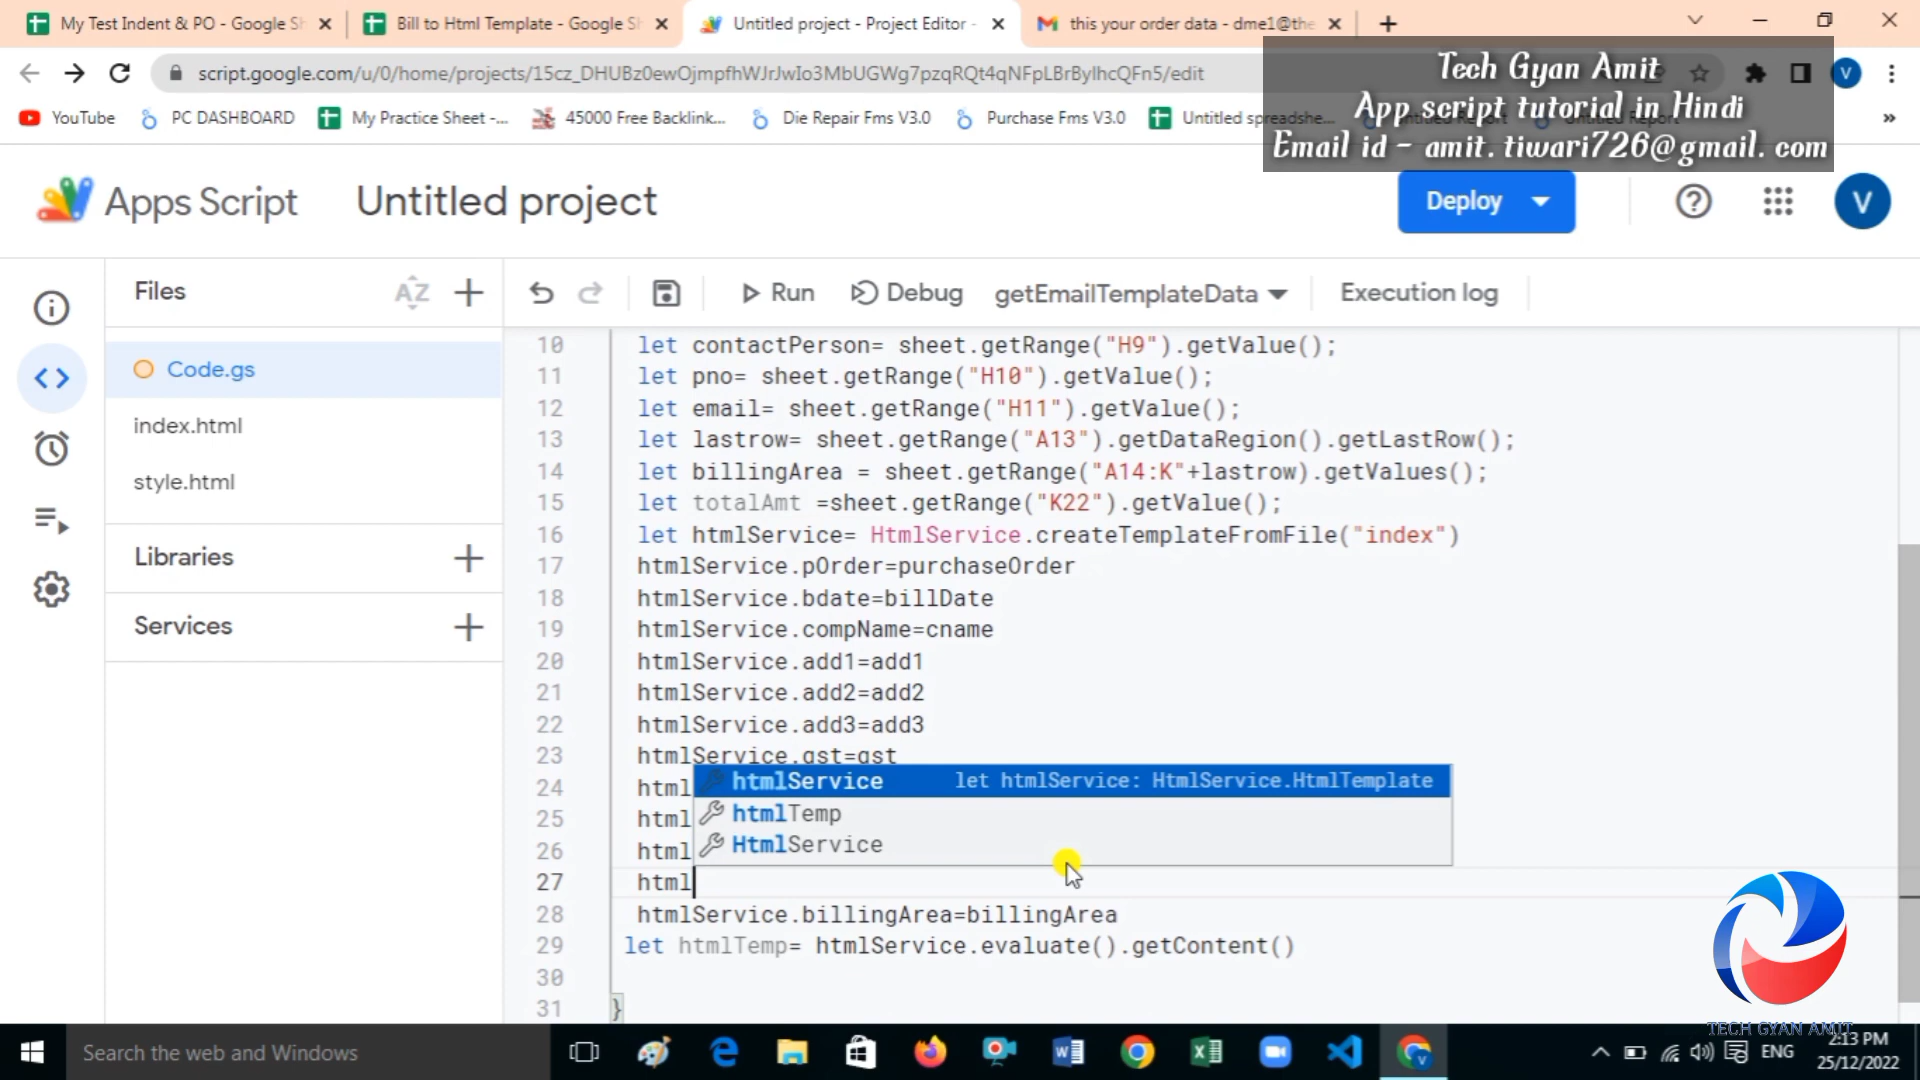 My Test Indent & PO - Google Sh
Bill to Html Template - Google Sh
Untitled project - Project Editor -
this your order data - dme1@the
script.google.com/u/0/home/projects/15cz_DHUBz0ewOjmpfhWJrJwIo3MbUGWg7pzqRQt4qNFpLBrBylhcQFn5/edit
Tech Gyan Amit
App script tutorial in Hindi
Email id - amit.tiwari726@gmail.com
V
YouTube
PC DASHBOARD
My Practice Sheet -...
45000 Free Backlink...
Die Repair Fms V3.0
Purchase Fms V3.0
Untitled spreadshe...
»
Apps Script
Untitled project
Deploy
V
Files
AZ
Run
Debug
getEmailTemplateData
Execution log
Code.gs
index.html
style.html
Libraries
Services
10 let contactPerson= sheet.getRange("H9").getValue();
11 let pno= sheet.getRange("H10").getValue();
12 let email= sheet.getRange("H11").getValue();
13 let lastrow= sheet.getRange("A13").getDataRegion().getLastRow();
14 let billingArea = sheet.getRange("A14:K"+lastrow).getValues();
15 let totalAmt =sheet.getRange("K22").getValue();
16 let htmlService= HtmlService.createTemplateFromFile("index")
17 htmlService.pOrder=purchaseOrder
18 htmlService.bdate=billDate
19 htmlService.compName=cname
20 htmlService.add1=add1
21 htmlService.add2=add2
22 htmlService.add3=add3
23 htmlService.gst=gst
24 html
25 html
26 html
27 html
htmlService let htmlService: HtmlService.HtmlTemplate
htmlTemp
HtmlService
28 htmlService.billingArea=billingArea
29 let htmlTemp= htmlService.evaluate().getContent()
30
31 }
TECH GYAN AMIT
Search the web and Windows
ENG
2:13 PM
25/12/2022